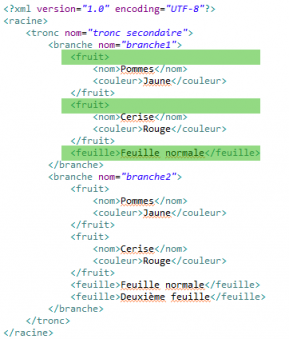 <?xml version="1.0" encoding="UTF-8"?>
<racine>
<tronc nom="tronc secondaire">
<branche nom="branche1">
<fruit>
<nom>Pommes</nom>
<couleur>Jaune</couleur>
</fruit>
<fruit>
<nom>Cerise</nom>
<couleur>Rouge</couleur>
</fruit>
<feuille>Feuille normale</feuille>
</branche>
<branche nom="branche2">
<fruit>
<nom>Pommes</nom>
<couleur>Jaune</couleur>
</fruit>
<fruit>
<nom>Cerise</nom>
<couleur>Rouge</couleur>
</fruit>
<feuille>Feuille normale</feuille>
<feuille>Deuxième feuille</feuille>
</branche>
</tronc>
</racine>